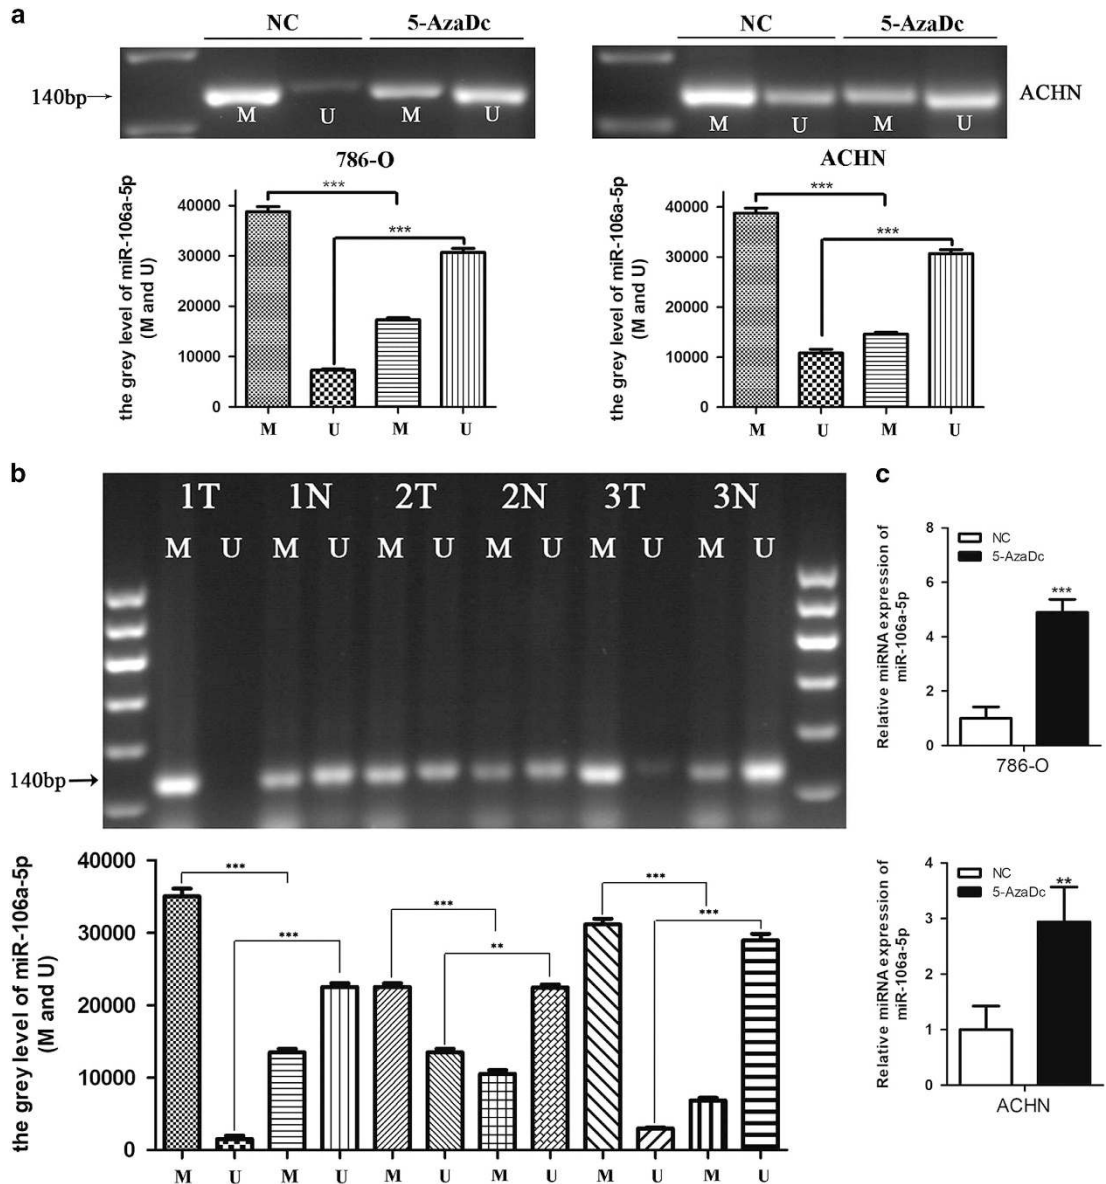 a
NC 5-AzaDc NC 5-AzaDc
140bp M U M U M U M U ACHN
786-O ACHN
the grey level of miR-106a-5p
(M and U)
40000
30000
20000
10000
0
*** ***
M U M U
the grey level of miR-106a-5p
(M and U)
40000
30000
20000
10000
0
*** ***
M U M U
b
1T 1N 2T 2N 3T 3N
M U M U M U M U M U M U
140bp
the grey level of miR-106a-5p
(M and U)
40000
30000
20000
10000
0
*** *** *** ** *** ***
M U M U M U M U M U M U
c
Relative miRNA expression of
miR-106a-5p
8
6
4
2
0
NC
5-AzaDc
***
786-O
Relative miRNA expression of
miR-106a-5p
4
3
2
1
0
NC
5-AzaDc
**
ACHN